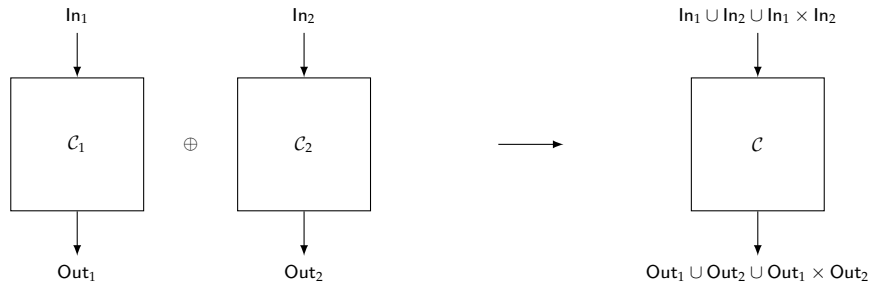 In₁ In₂ In₁ ∪ In₂ ∪ In₁ × In₂
𝒞₁ ⊕ 𝒞₂ 𝒞
Out₁ Out₂ Out₁ ∪ Out₂ ∪ Out₁ × Out₂